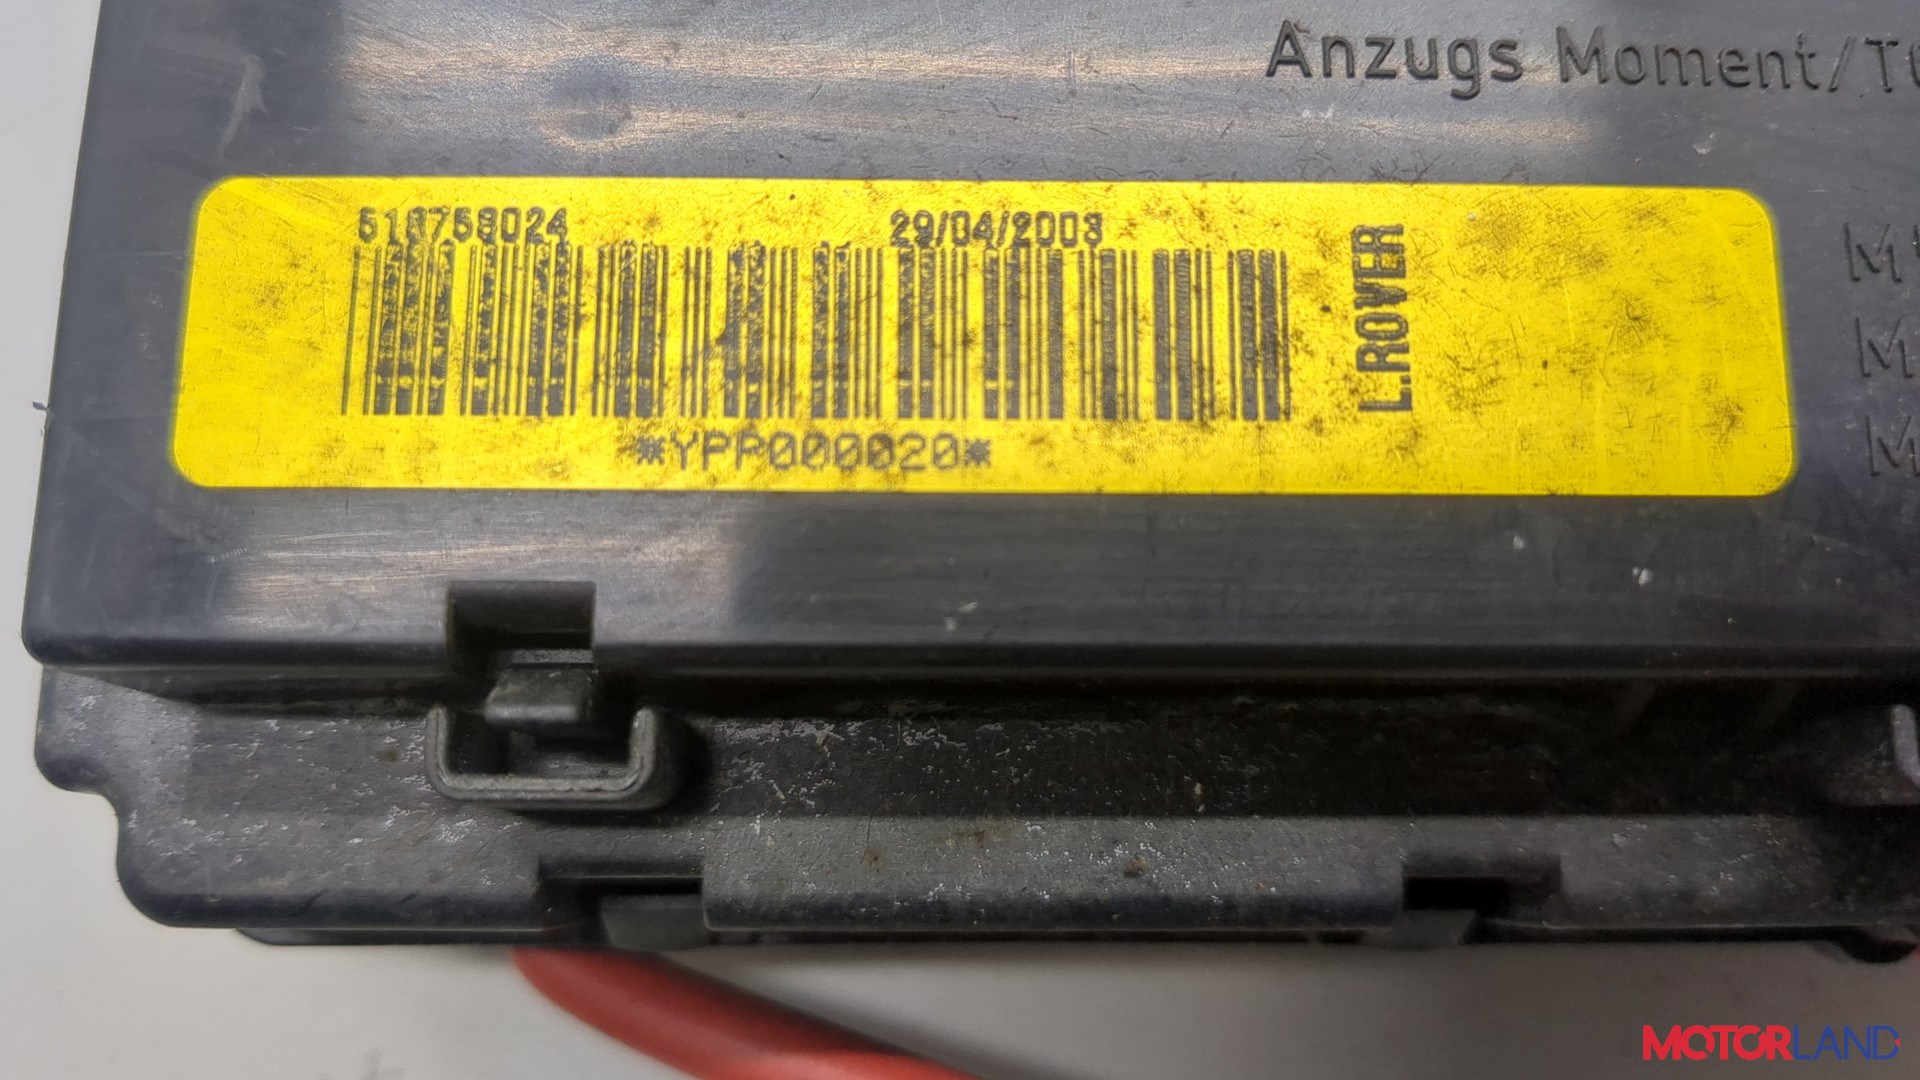 Anzugs Moment/T
518758024 29/04/2003
L.ROVER
*YPP000020*
M
M
M
MOTORLAND